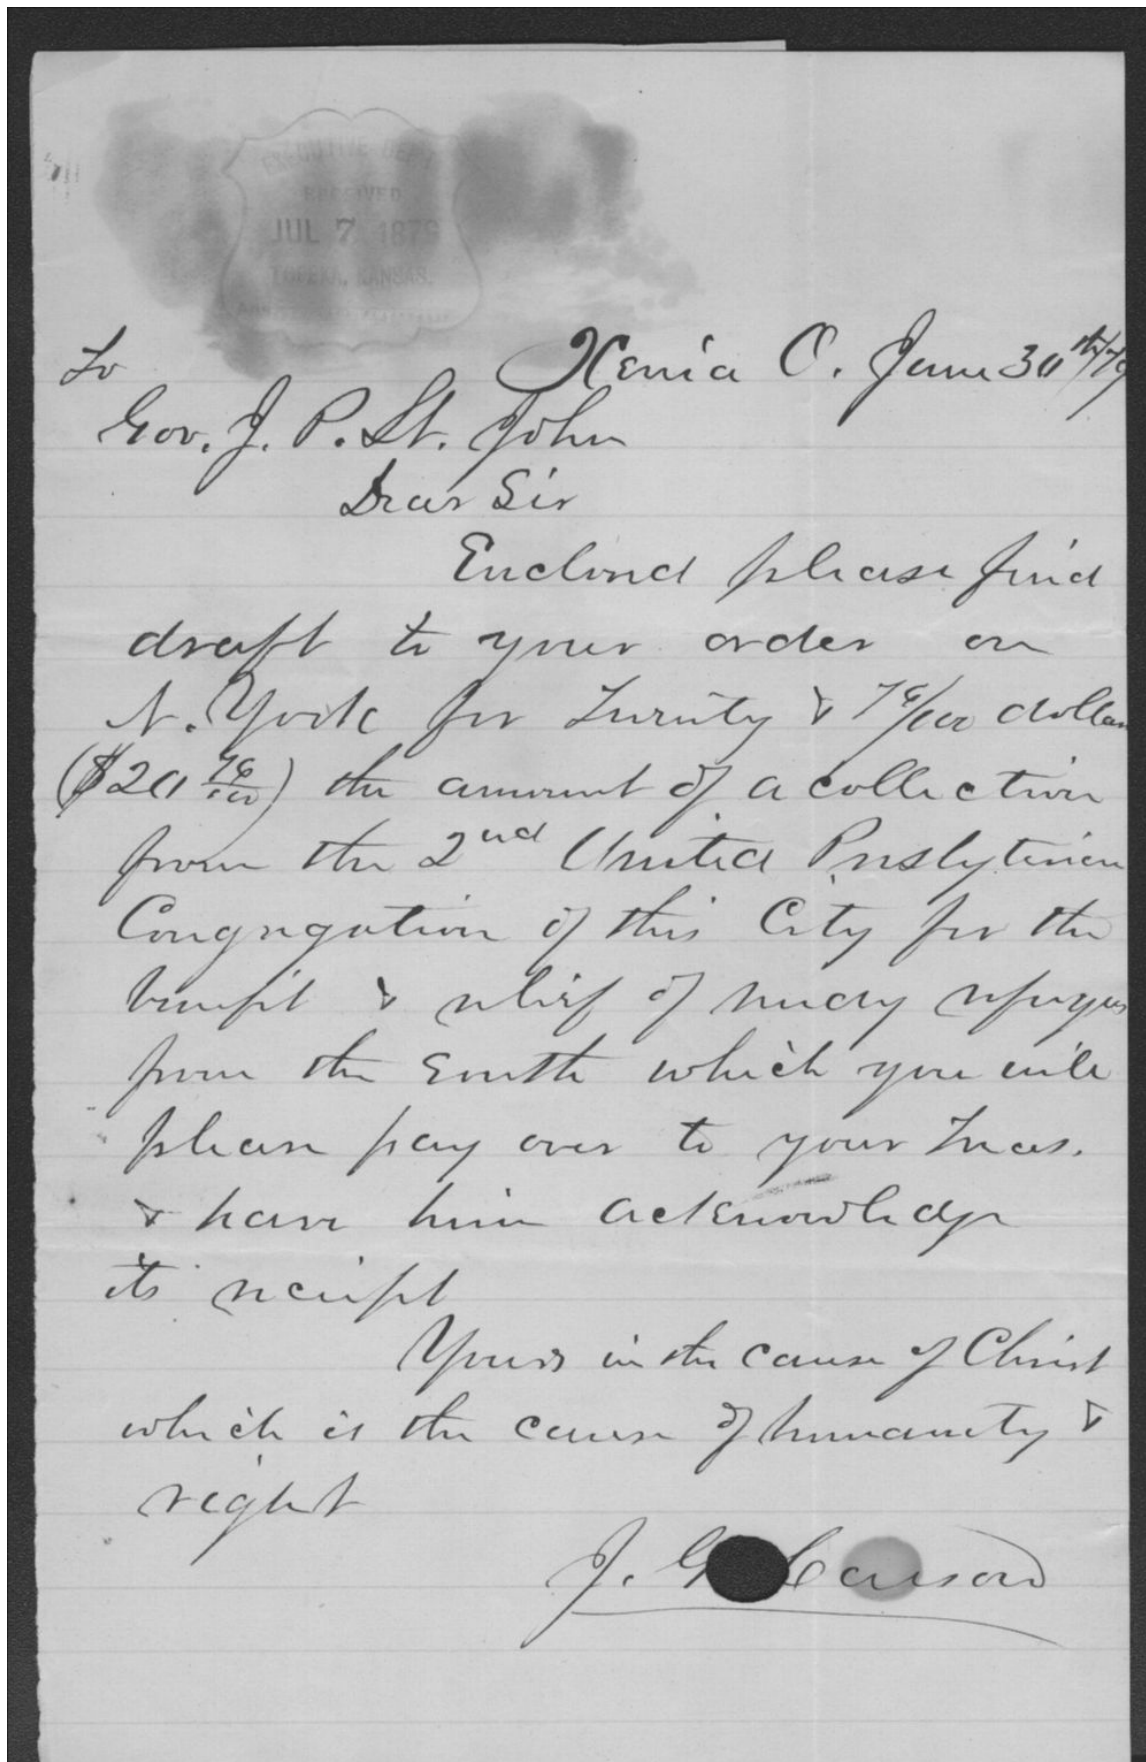 EXECUTIVE DEPT
RECEIVED
JUL 7 1879
TOPEKA, KANSAS.
Xenia O. June 30th/79
To
Gov. J. P. St. John
Dear Sir
Enclosed please find
draft to your order on
N. York for Twenty & 76/100 dollars
($20 76/100) the amount of a collection
from the 2nd United Presbyterian
Congregation of this City for the
benefit & relief of needy refugees
from the South which you will
please pay over to your Treas.
& have him acknowledge
its receipt
Yours in the cause of Christ
which is the cause of humanity &
right
J. G. Carson